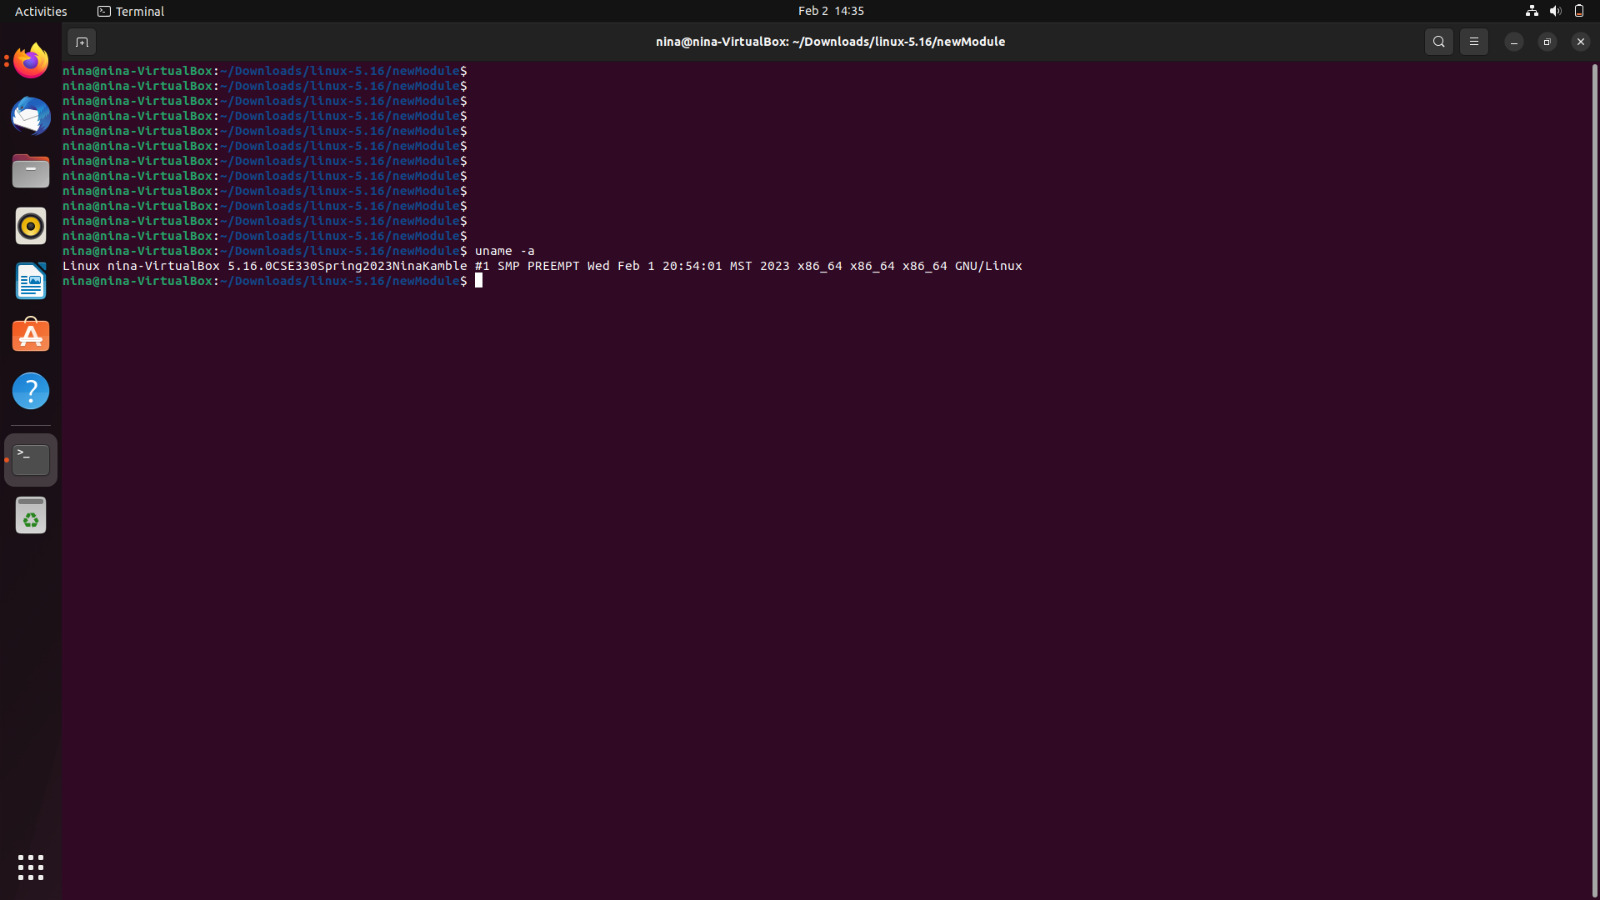 Activities Terminal Feb 2 14:35
nina@nina-VirtualBox: ~/Downloads/linux-5.16/newModule
nina@nina-VirtualBox:~/Downloads/linux-5.16/newModule$
nina@nina-VirtualBox:~/Downloads/linux-5.16/newModule$
nina@nina-VirtualBox:~/Downloads/linux-5.16/newModule$
nina@nina-VirtualBox:~/Downloads/linux-5.16/newModule$
nina@nina-VirtualBox:~/Downloads/linux-5.16/newModule$
nina@nina-VirtualBox:~/Downloads/linux-5.16/newModule$
nina@nina-VirtualBox:~/Downloads/linux-5.16/newModule$
nina@nina-VirtualBox:~/Downloads/linux-5.16/newModule$
nina@nina-VirtualBox:~/Downloads/linux-5.16/newModule$
nina@nina-VirtualBox:~/Downloads/linux-5.16/newModule$
nina@nina-VirtualBox:~/Downloads/linux-5.16/newModule$
nina@nina-VirtualBox:~/Downloads/linux-5.16/newModule$
nina@nina-VirtualBox:~/Downloads/linux-5.16/newModule$ uname -a
Linux nina-VirtualBox 5.16.0CSE330Spring2023NinaKamble #1 SMP PREEMPT Wed Feb 1 20:54:01 MST 2023 x86_64 x86_64 x86_64 GNU/Linux
nina@nina-VirtualBox:~/Downloads/linux-5.16/newModule$